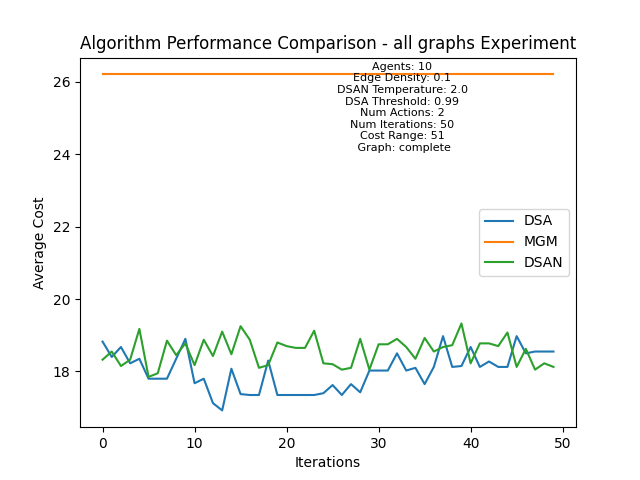 Algorithm Performance Comparison - all graphs Experiment
Agents: 10
Edge Density: 0.1
DSAN Temperature: 2.0
DSA Threshold: 0.99
Num Actions: 2
Num Iterations: 50
Cost Range: 51
Graph: complete
26
24
22
20
18
Average Cost
DSA
MGM
DSAN
0 10 20 30 40 50
Iterations